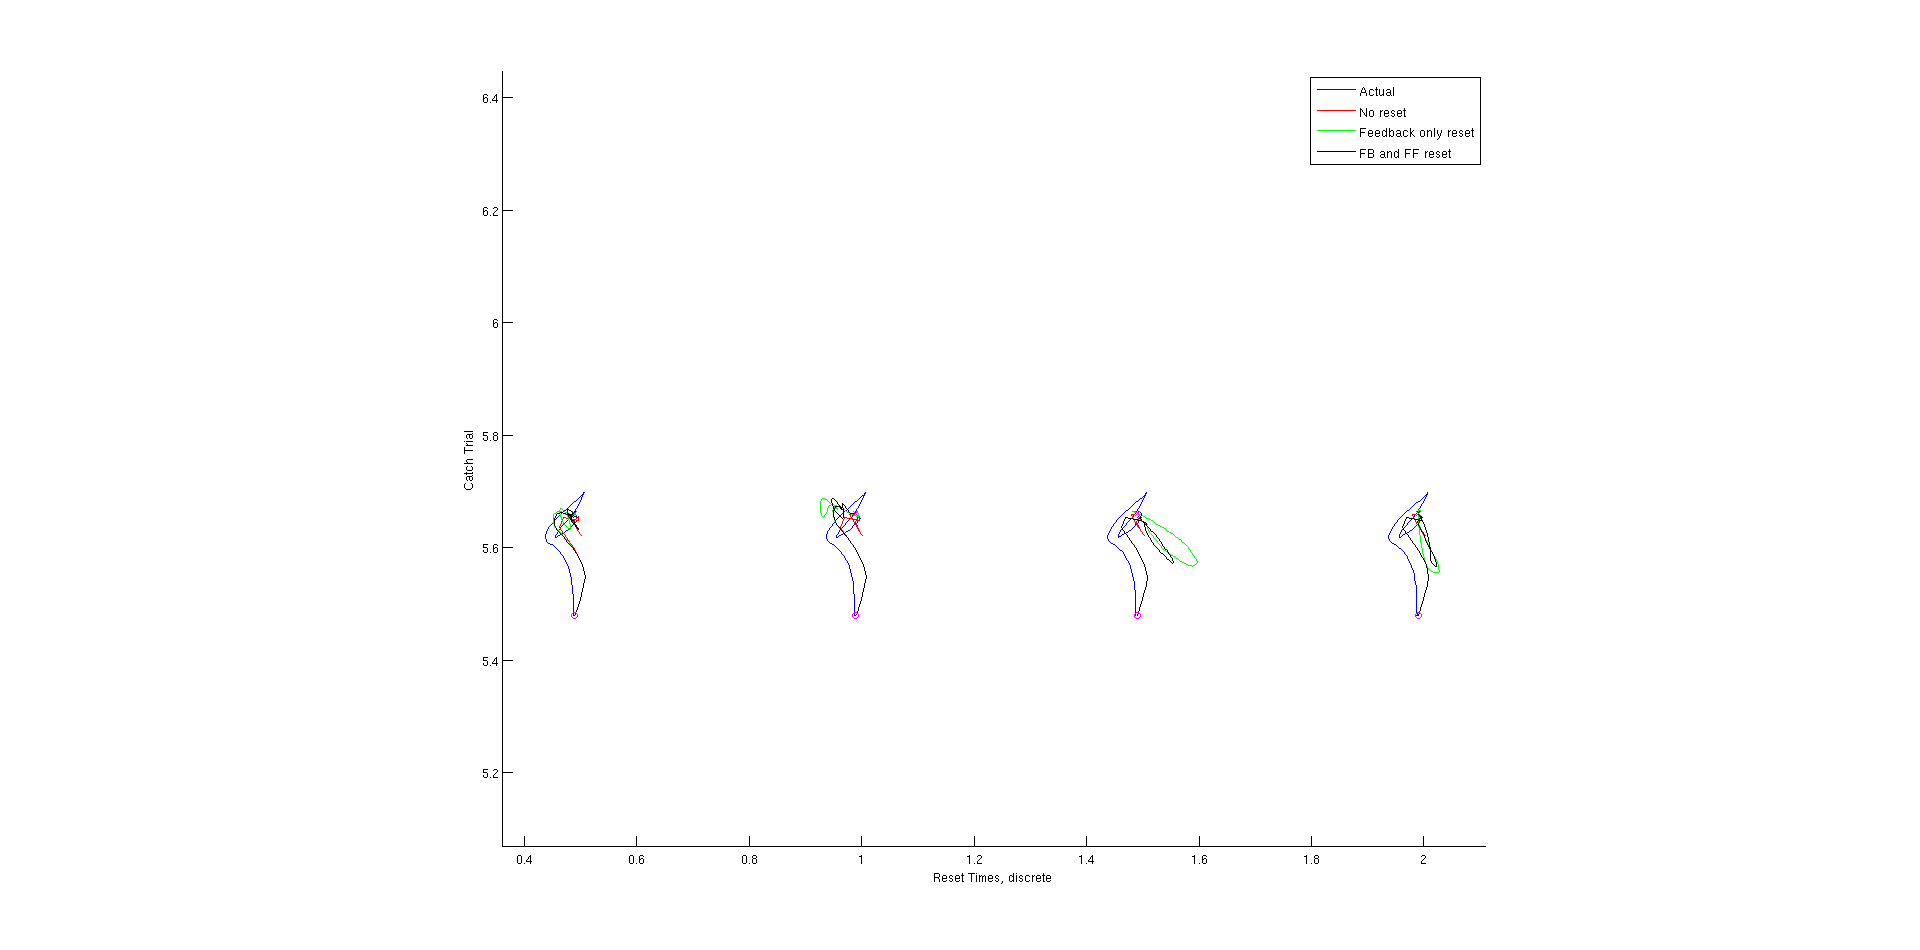 Actual
No reset
Feedback only reset
FB and FF reset
6.4
6.2
6
5.8
5.6
5.4
5.2
Catch Trial
0.4 0.6 0.8 1 1.2 1.4 1.6 1.8 2
Reset Times, discrete